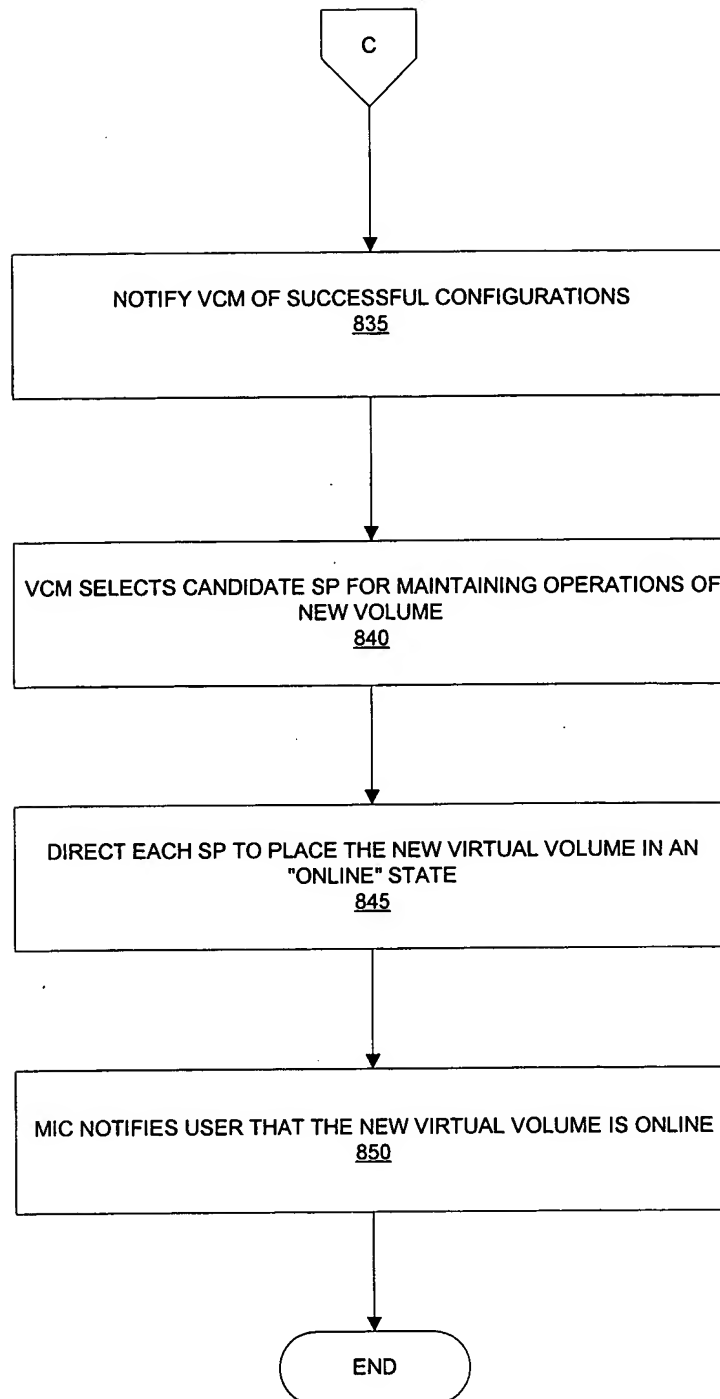 C
NOTIFY VCM OF SUCCESSFUL CONFIGURATIONS
835
VCM SELECTS CANDIDATE SP FOR MAINTAINING OPERATIONS OF
NEW VOLUME
840
DIRECT EACH SP TO PLACE THE NEW VIRTUAL VOLUME IN AN
"ONLINE" STATE
845
MIC NOTIFIES USER THAT THE NEW VIRTUAL VOLUME IS ONLINE
850
END